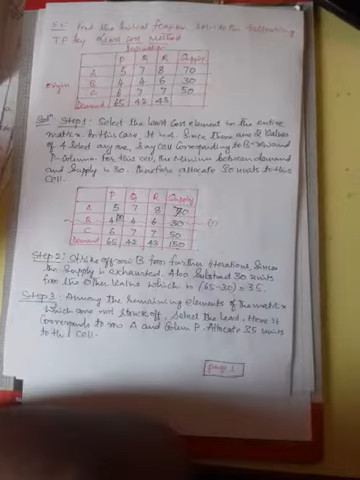 Ex: Find the initial feasible solution following
TP by Least cost method
Destination
P Q R Supply
A 5 7 8 70
Origin B 4 4 6 30
C 6 7 7 50
Demand 65 42 43
Sol: Step 1: Select the least cost element in the entire
matrix. In this case, it is 4. Since there are 2 values
of 4 select any one, say cell corresponding to B-row and
P-Column. For this cell, the minimum between demand
and Supply is 30. Therefore allocate 30 units to this
cell.
P Q R Supply
A 5 7 8 70
B 4 30 4 6 30
C 6 7 7 50
Demand 65 42 43 150
Step 2: Strike off row B from further iterations, Since
the Supply is exhausted. Also Subtract 30 units
from the other value which is (65-30)=35.
Step 3: Among the remaining elements of the matrix
which are not struck off, Select the least. Here it
Corresponds to row A and Colum P. Allocate 35 units
to this Cell.
page 1